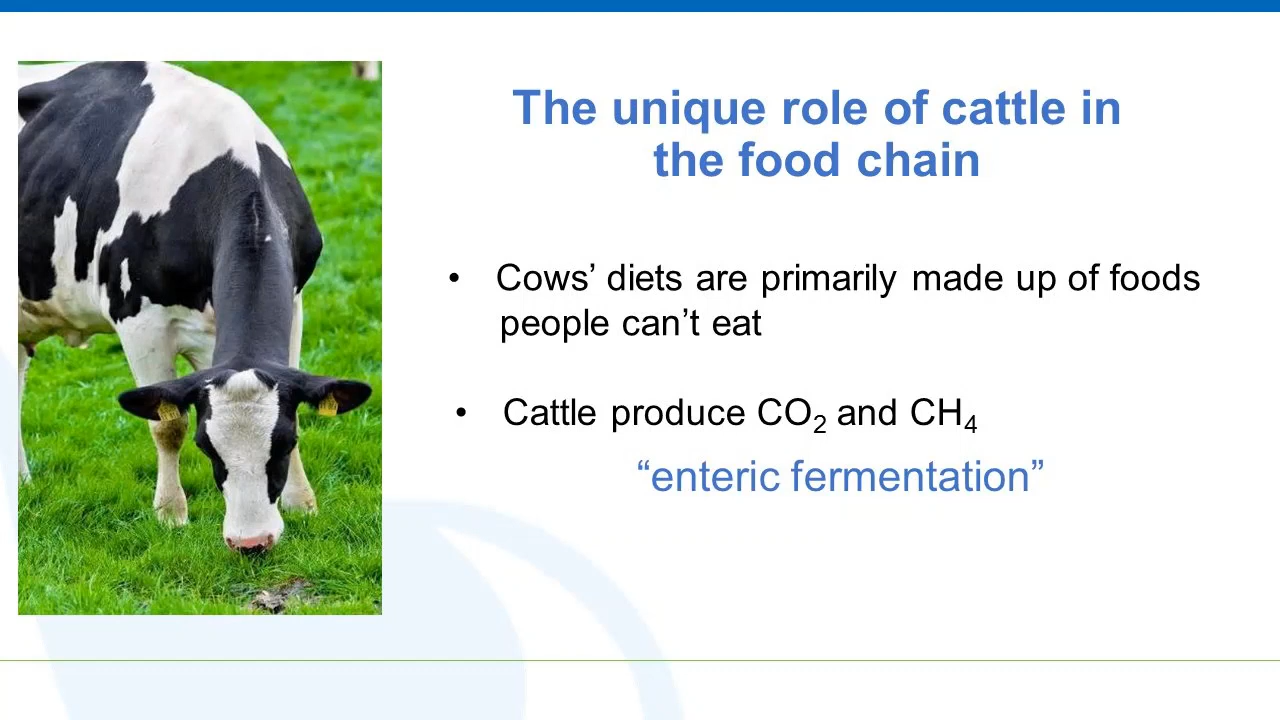 The unique role of cattle in
the food chain
• Cows’ diets are primarily made up of foods
people can’t eat
• Cattle produce CO₂ and CH₄
“enteric fermentation”